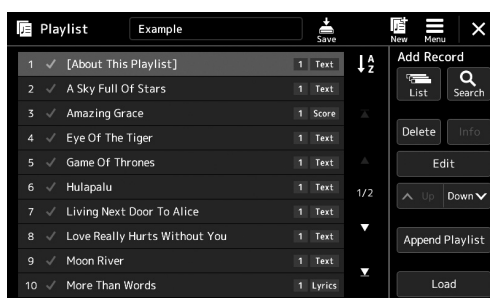 Playlist Example Save New Menu
Add Record
1 [About This Playlist] 1 Text
2 A Sky Full Of Stars 1 Text
3 Amazing Grace 1 Score
4 Eye Of The Tiger 1 Text
5 Game Of Thrones 1 Text
6 Hulapalu 1 Text
7 Living Next Door To Alice 1 Text
8 Love Really Hurts Without You 1 Text
9 Moon River 1 Text
10 More Than Words 1 Lyrics
A
Z
1/2
List Search
Delete Info
Edit
Up Down
Append Playlist
Load